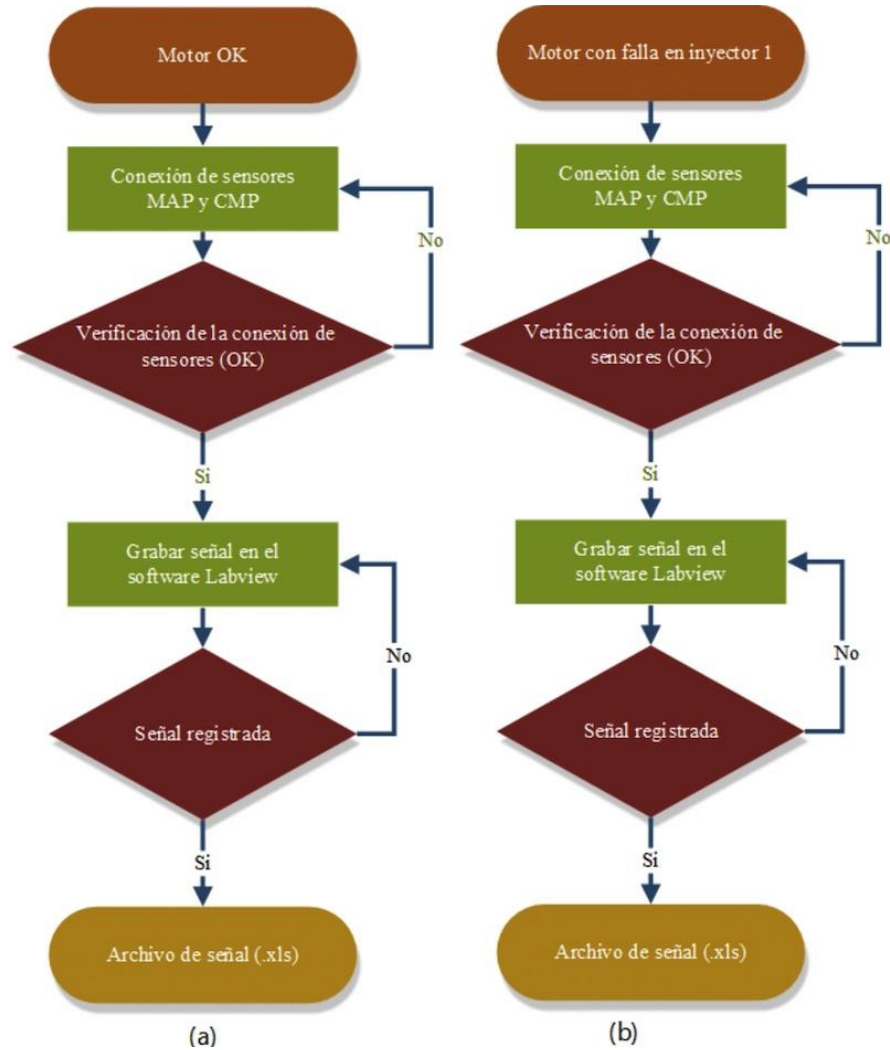 Motor OK
Conexión de sensores
MAP y CMP
No
Verificación de la conexión de
sensores (OK)
Si
Grabar señal en el
software Labview
No
Señal registrada
Si
Archivo de señal (.xls)
(a)
Motor con falla en inyector 1
Conexión de sensores
MAP y CMP
No
Verificación de la conexión de
sensores (OK)
Si
Grabar señal en el
software Labview
No
Señal registrada
Si
Archivo de señal (.xls)
(b)